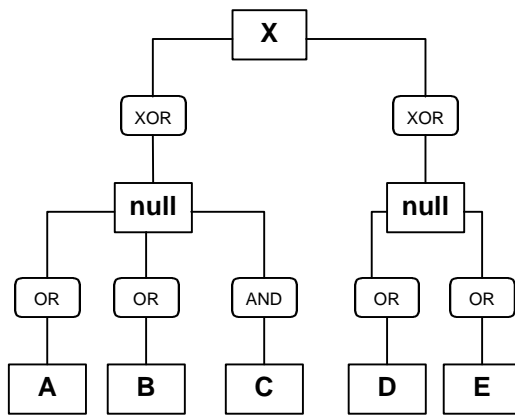 X
XOR XOR
null null
OR OR AND OR OR
A B C D E